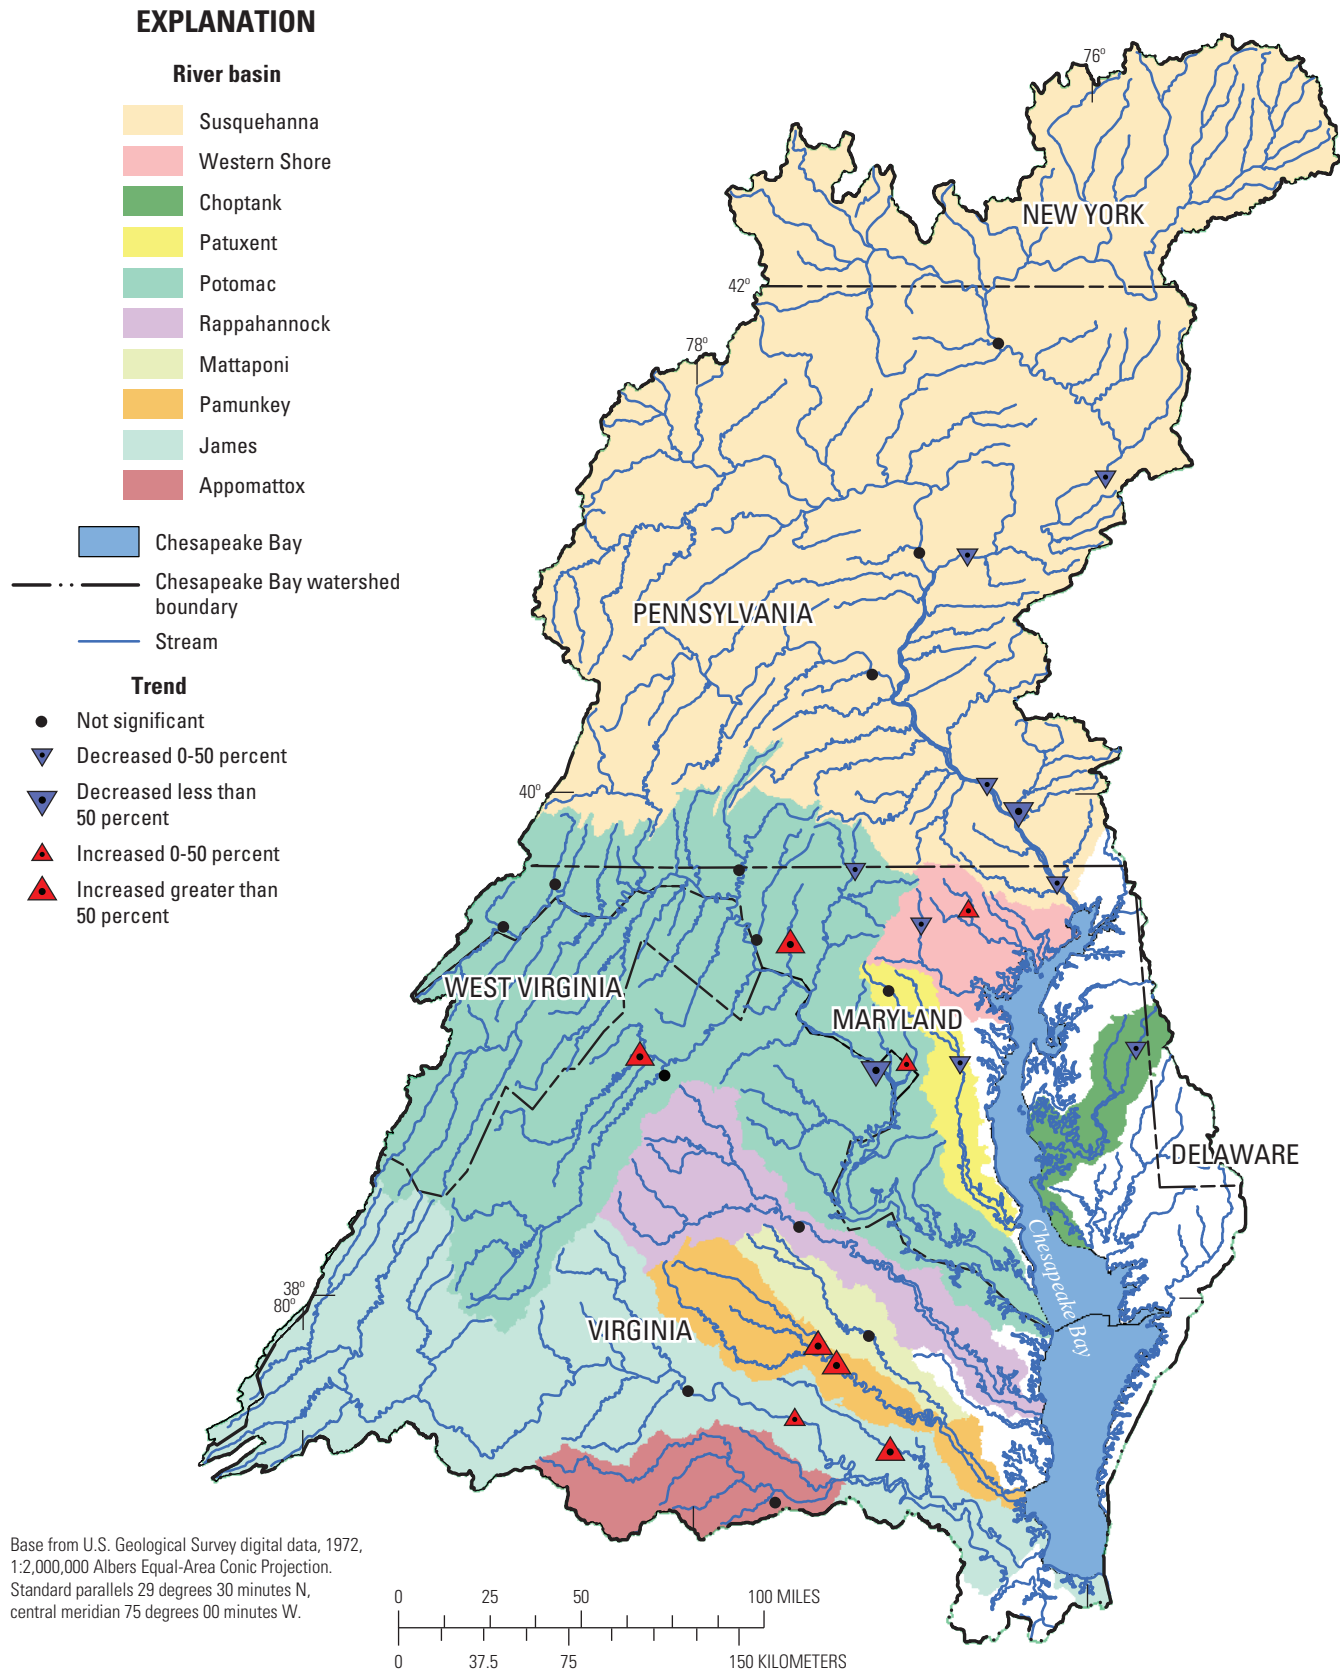 EXPLANATION
River basin
Susquehanna
Western Shore
Choptank
Patuxent
Potomac
Rappahannock
Mattaponi
Pamunkey
James
Appomattox
Chesapeake Bay
Chesapeake Bay watershed
boundary
Stream
Trend
Not significant
Decreased 0-50 percent
Decreased less than
50 percent
Increased 0-50 percent
Increased greater than
50 percent
76°
NEW YORK
42°
78°
PENNSYLVANIA
40°
WEST VIRGINIA
MARYLAND
DELAWARE
Chesapeake Bay
38°
80°
VIRGINIA
Base from U.S. Geological Survey digital data, 1972,
1:2,000,000 Albers Equal-Area Conic Projection.
Standard parallels 29 degrees 30 minutes N,
central meridian 75 degrees 00 minutes W.
0 25 50 100 MILES
0 37.5 75 150 KILOMETERS